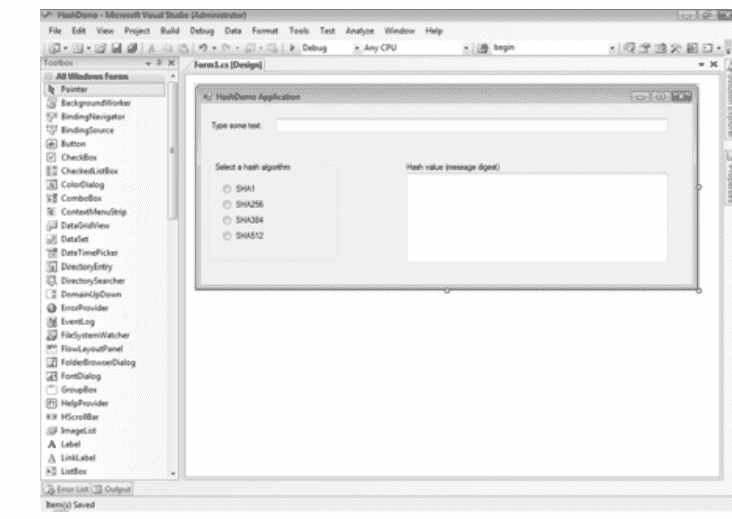 HashDemo - Microsoft Visual Studio (Administrator)
File Edit View Project Build Debug Data Format Tools Test Analyze Window Help
Debug Any CPU begin
Toolbox
Form1.cs [Design]
All Windows Forms
Pointer
BackgroundWorker
BindingNavigator
BindingSource
Button
CheckBox
CheckedListBox
ColorDialog
ComboBox
ContextMenuStrip
DataGridView
DataSet
DateTimePicker
DirectoryEntry
DirectorySearcher
DomainUpDown
ErrorProvider
EventLog
FileSystemWatcher
FlowLayoutPanel
FolderBrowserDialog
FontDialog
GroupBox
HelpProvider
HScrollBar
ImageList
Label
LinkLabel
ListBox
HashDemo Application
Type some text:
Select a hash algorithm
SHA1
SHA256
SHA384
SHA512
Hash value (message digest)
Properties
Error List Output
Item(s) Saved